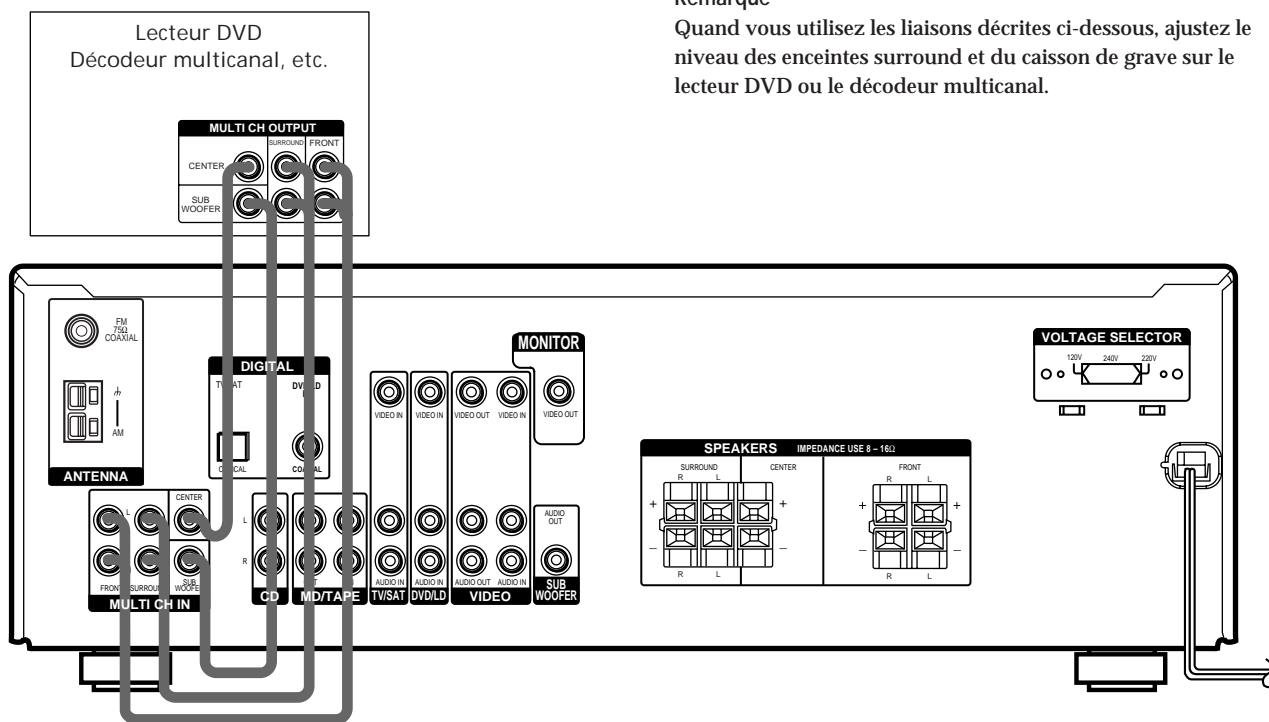 Remarque
Quand vous utilisez les liaisons décrites ci-dessous, ajustez le
niveau des enceintes surround et du caisson de grave sur le
lecteur DVD ou le décodeur multicanal.
Lecteur DVD
Décodeur multicanal, etc.
MULTI CH OUTPUT
SURROUND FRONT
CENTER
SUB
WOOFER
FM
75Ω
COAXIAL
AM
ANTENNA
DIGITAL
OPTICAL
COAXIAL
MONITOR
VIDEO IN VIDEO IN VIDEO OUT VIDEO IN VIDEO OUT
VOLTAGE SELECTOR
120V 240V 220V
SPEAKERS IMPEDANCE USE 8 – 16Ω
SURROUND CENTER FRONT
R L R L
+ + + +
– – – –
R L R L
CENTER
L
FRONT SURROUND SUB
WOOFER
MULTI CH IN
L
R
CD
MD/TAPE
AUDIO IN AUDIO IN AUDIO OUT AUDIO IN
TV/SAT DVD/LD VIDEO
AUDIO
OUT
SUB
WOOFER